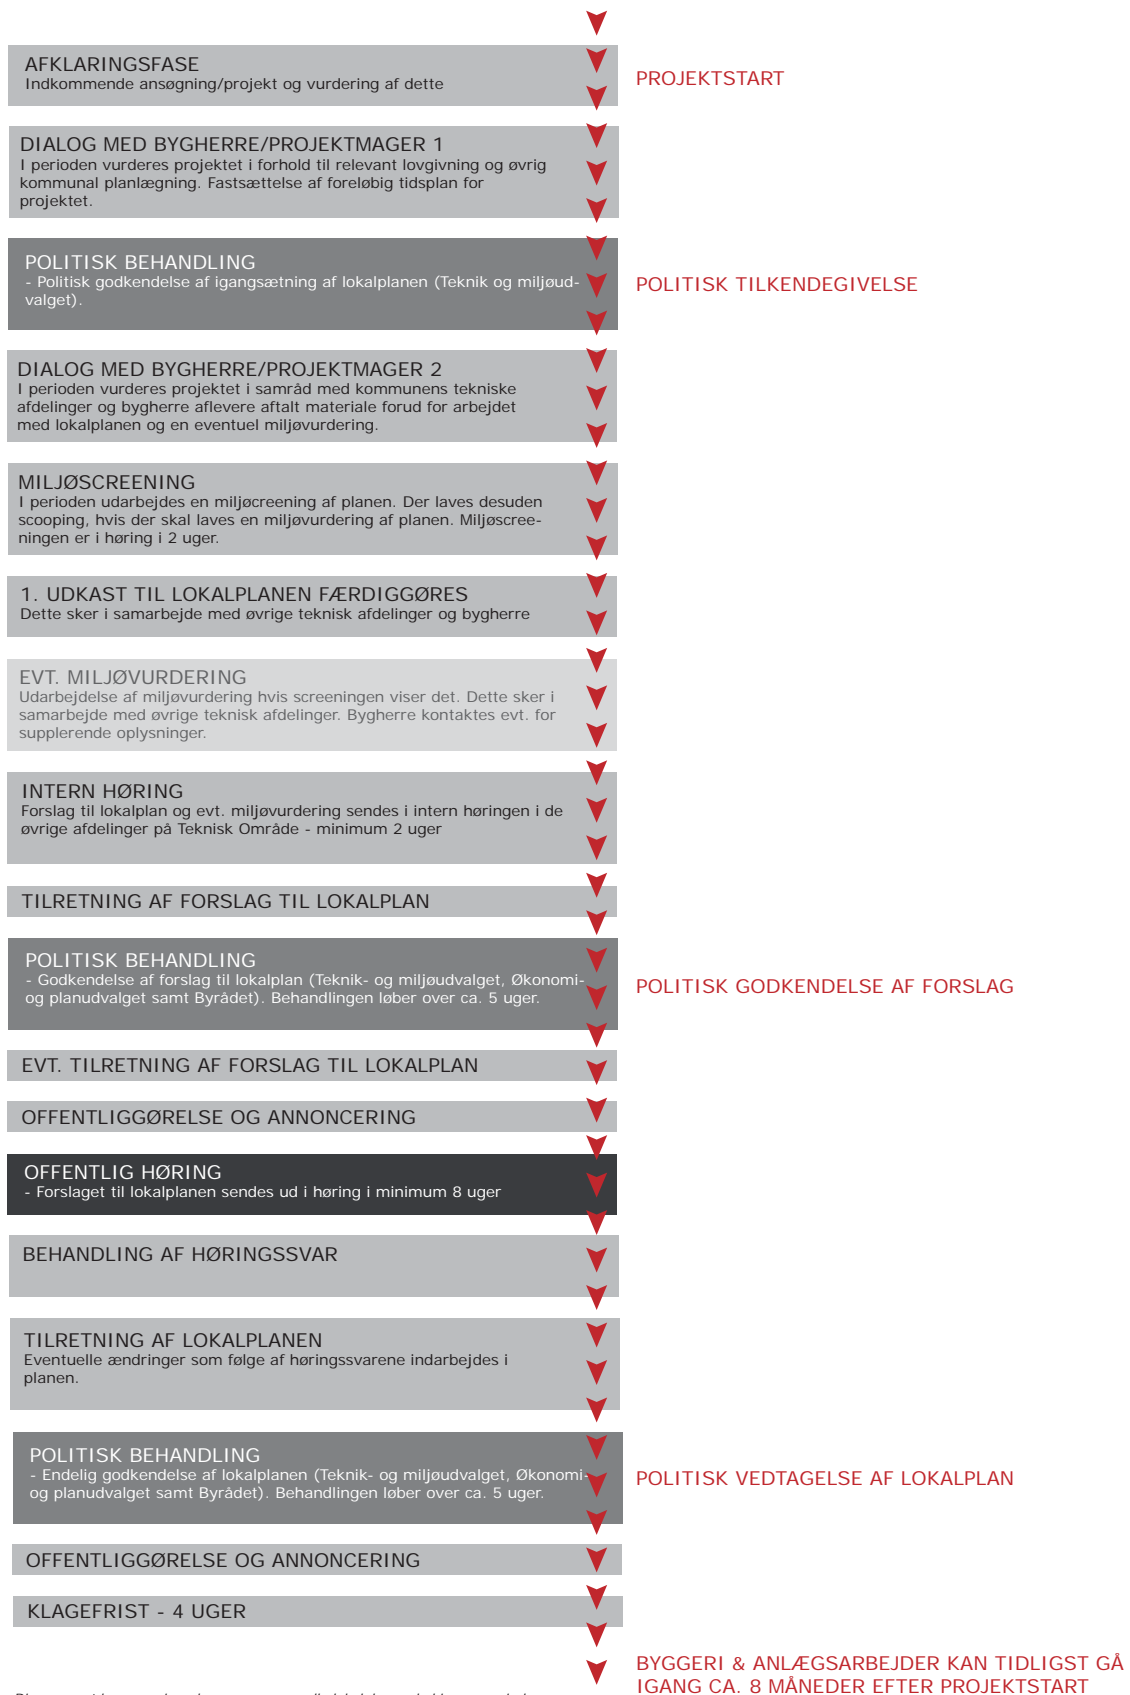 AFKLARINGSFASE
Indkommende ansøgning/projekt og vurdering af dette
PROJEKTSTART
DIALOG MED BYGHERRE/PROJEKTMAGER 1
I perioden vurderes projektet i forhold til relevant lovgivning og øvrig
kommunal planlægning. Fastsættelse af foreløbig tidsplan for
projektet.
POLITISK BEHANDLING
- Politisk godkendelse af igangsætning af lokalplanen (Teknik og miljøud-
valget).
POLITISK TILKENDEGIVELSE
DIALOG MED BYGHERRE/PROJEKTMAGER 2
I perioden vurderes projektet i samråd med kommunens tekniske
afdelinger og bygherre aflevere aftalt materiale forud for arbejdet
med lokalplanen og en eventuel miljøvurdering.
MILJØSCREENING
I perioden udarbejdes en miljøcreening af planen. Der laves desuden
scooping, hvis der skal laves en miljøvurdering af planen. Miljøscree-
ningen er i høring i 2 uger.
1. UDKAST TIL LOKALPLANEN FÆRDIGGØRES
Dette sker i samarbejde med øvrige teknisk afdelinger og bygherre
EVT. MILJØVURDERING
Udarbejdelse af miljøvurdering hvis screeningen viser det. Dette sker i
samarbejde med øvrige teknisk afdelinger. Bygherre kontaktes evt. for
supplerende oplysninger.
INTERN HØRING
Forslag til lokalplan og evt. miljøvurdering sendes i intern høringen i de
øvrige afdelinger på Teknisk Område - minimum 2 uger
TILRETNING AF FORSLAG TIL LOKALPLAN
POLITISK BEHANDLING
- Godkendelse af forslag til lokalplan (Teknik- og miljøudvalget, Økonomi-
og planudvalget samt Byrådet). Behandlingen løber over ca. 5 uger.
POLITISK GODKENDELSE AF FORSLAG
EVT. TILRETNING AF FORSLAG TIL LOKALPLAN
OFFENTLIGGØRELSE OG ANNONCERING
OFFENTLIG HØRING
- Forslaget til lokalplanen sendes ud i høring i minimum 8 uger
BEHANDLING AF HØRINGSSVAR
TILRETNING AF LOKALPLANEN
Eventuelle ændringer som følge af høringssvarene indarbejdes i
planen.
POLITISK BEHANDLING
- Endelig godkendelse af lokalplanen (Teknik- og miljøudvalget, Økonomi-
og planudvalget samt Byrådet). Behandlingen løber over ca. 5 uger.
POLITISK VEDTAGELSE AF LOKALPLAN
OFFENTLIGGØRELSE OG ANNONCERING
KLAGEFRIST - 4 UGER
BYGGERI & ANLÆGSARBEJDER KAN TIDLIGST GÅ
IGANG CA. 8 MÅNEDER EFTER PROJEKTSTART